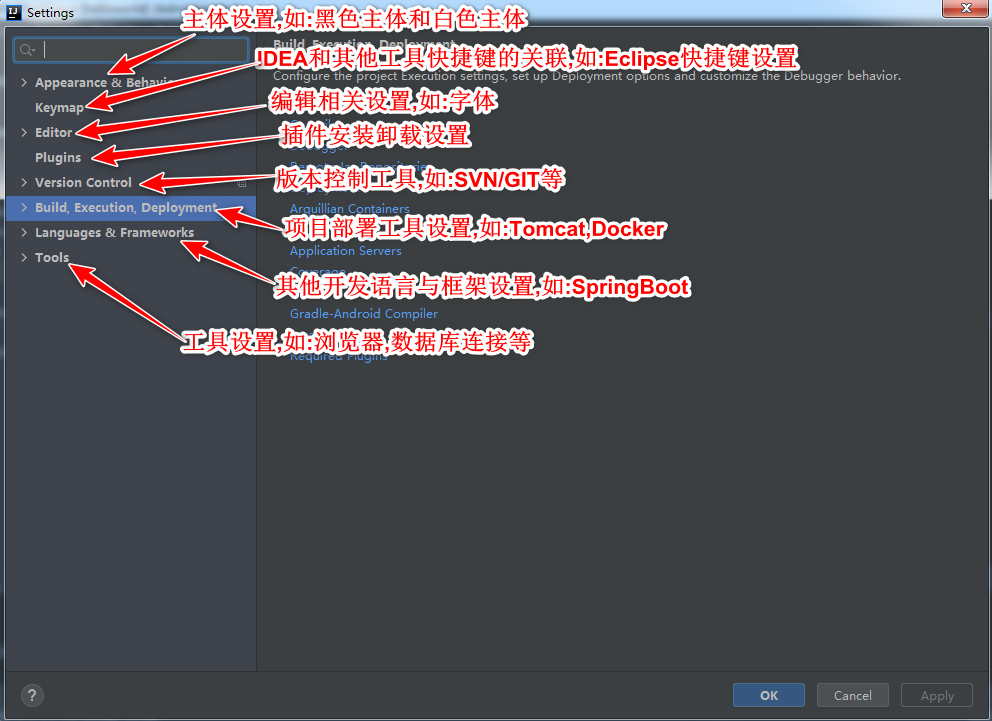 Settings
主体设置,如:黑色主体和白色主体
Build, Execution, Deployment
IDEA和其他工具快捷键的关联,如:Eclipse快捷键设置
Configure the project Execution settings, set up Deployment options and customize the Debugger behavior.
Appearance & Behavio
Keymap
编辑相关设置,如:字体
Editor
插件安装卸载设置
Debugger
Plugins
版本控制工具,如:SVN/GIT等
Version Control
Arquillian Containers
Build, Execution, Deployment
项目部署工具设置,如:Tomcat,Docker
Languages & Frameworks
Application Servers
Tools
Coverage
其他开发语言与框架设置,如:SpringBoot
Gradle-Android Compiler
工具设置,如:浏览器,数据库连接等
Required Plugins
?
OK
Cancel
Apply